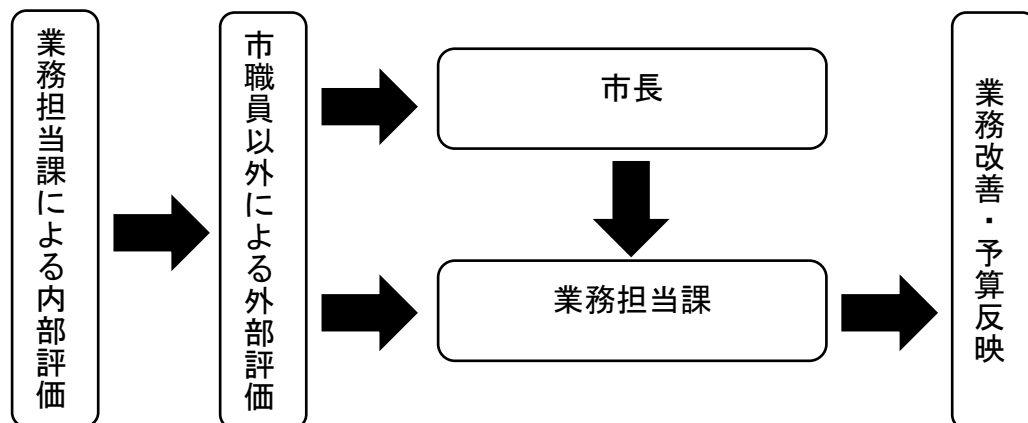 業務担当課による内部評価
市職員以外による外部評価
市長
業務担当課
業務改善・予算反映